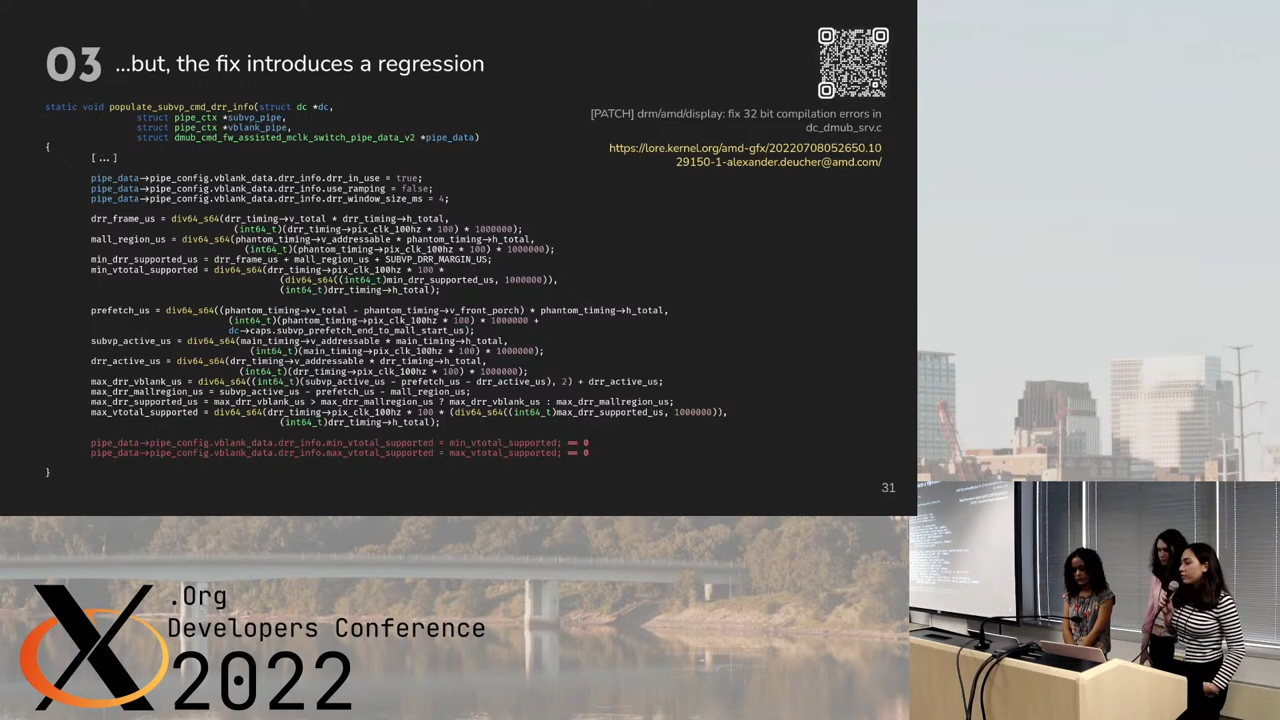 03 ...but, the fix introduces a regression
[PATCH] drm/amd/display: fix 32 bit compilation errors in
dc_dmub_srv.c
https://lore.kernel.org/amd-gfx/20220708052650.10
29150-1-alexander.deucher@amd.com/
static void populate_subvp_cmd_drr_info(struct dc *dc,
struct pipe_ctx *subvp_pipe,
struct pipe_ctx *vblank_pipe,
struct dmub_cmd_fw_assisted_mclk_switch_pipe_data_v2 *pipe_data)
{
[...]
pipe_data→pipe_config.vblank_data.drr_info.drr_in_use = true;
pipe_data→pipe_config.vblank_data.drr_info.use_ramping = false;
pipe_data→pipe_config.vblank_data.drr_info.drr_window_size_ms = 4;
drr_frame_us = div64_s64(drr_timing→v_total * drr_timing→h_total,
(int64_t)(drr_timing→pix_clk_100hz * 100) * 1000000);
mall_region_us = div64_s64(phantom_timing→v_addressable * phantom_timing→h_total,
(int64_t)(phantom_timing→pix_clk_100hz * 100) * 1000000);
min_drr_supported_us = drr_frame_us + mall_region_us + SUBVP_DRR_MARGIN_US;
min_vtotal_supported = div64_s64(drr_timing→pix_clk_100hz * 100 *
(div64_s64((int64_t)min_drr_supported_us, 1000000)),
(int64_t)drr_timing→h_total);
prefetch_us = div64_s64((phantom_timing→v_total - phantom_timing→v_front_porch) * phantom_timing→h_total,
(int64_t)(phantom_timing→pix_clk_100hz * 100) * 1000000 +
dc→caps.subvp_prefetch_end_to_mall_start_us);
subvp_active_us = div64_s64(main_timing→v_addressable * main_timing→h_total,
(int64_t)(main_timing→pix_clk_100hz * 100) * 1000000);
drr_active_us = div64_s64(drr_timing→v_addressable * drr_timing→h_total,
(int64_t)(drr_timing→pix_clk_100hz * 100) * 1000000);
max_drr_vblank_us = div64_s64((int64_t)(subvp_active_us - prefetch_us - drr_active_us), 2) + drr_active_us;
max_drr_mallregion_us = subvp_active_us - prefetch_us - mall_region_us;
max_drr_supported_us = max_drr_vblank_us > max_drr_mallregion_us ? max_drr_vblank_us : max_drr_mallregion_us;
max_vtotal_supported = div64_s64(drr_timing→pix_clk_100hz * 100 * (div64_s64((int64_t)max_drr_supported_us, 1000000)),
(int64_t)drr_timing→h_total);
pipe_data→pipe_config.vblank_data.drr_info.min_vtotal_supported = min_vtotal_supported; == 0
pipe_data→pipe_config.vblank_data.drr_info.max_vtotal_supported = max_vtotal_supported; == 0
}
31
X.Org
Developers Conference
2022